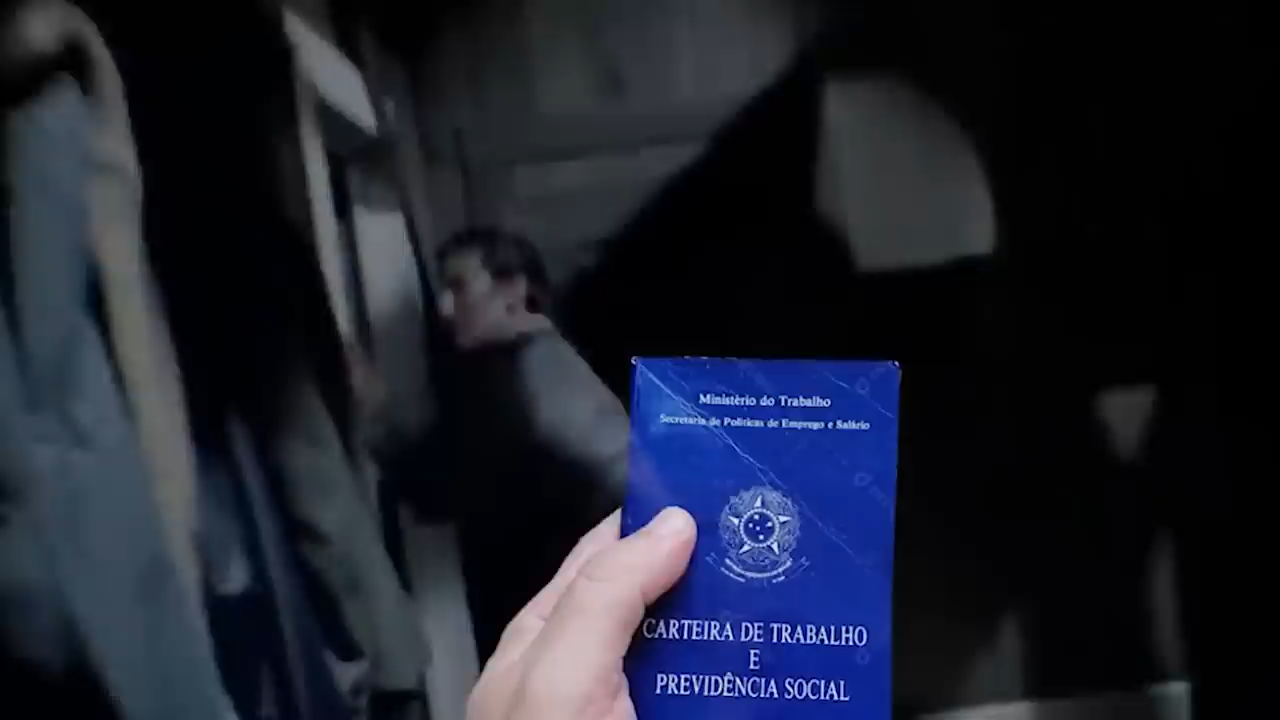 Ministério do Trabalho
Secretaria de Políticas de Emprego e Salário
CARTEIRA DE TRABALHO
E
PREVIDÊNCIA SOCIAL